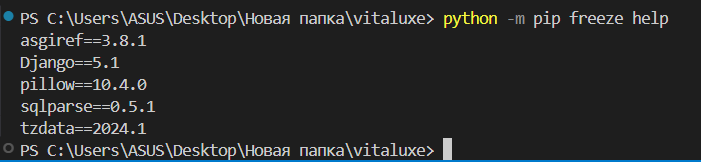 PS C:\Users\ASUS\Desktop\Новая папка\vitaluxe> python -m pip freeze help
asgiref==3.8.1
Django==5.1
pillow==10.4.0
sqlparse==0.5.1
tzdata==2024.1
PS C:\Users\ASUS\Desktop\Новая папка\vitaluxe>